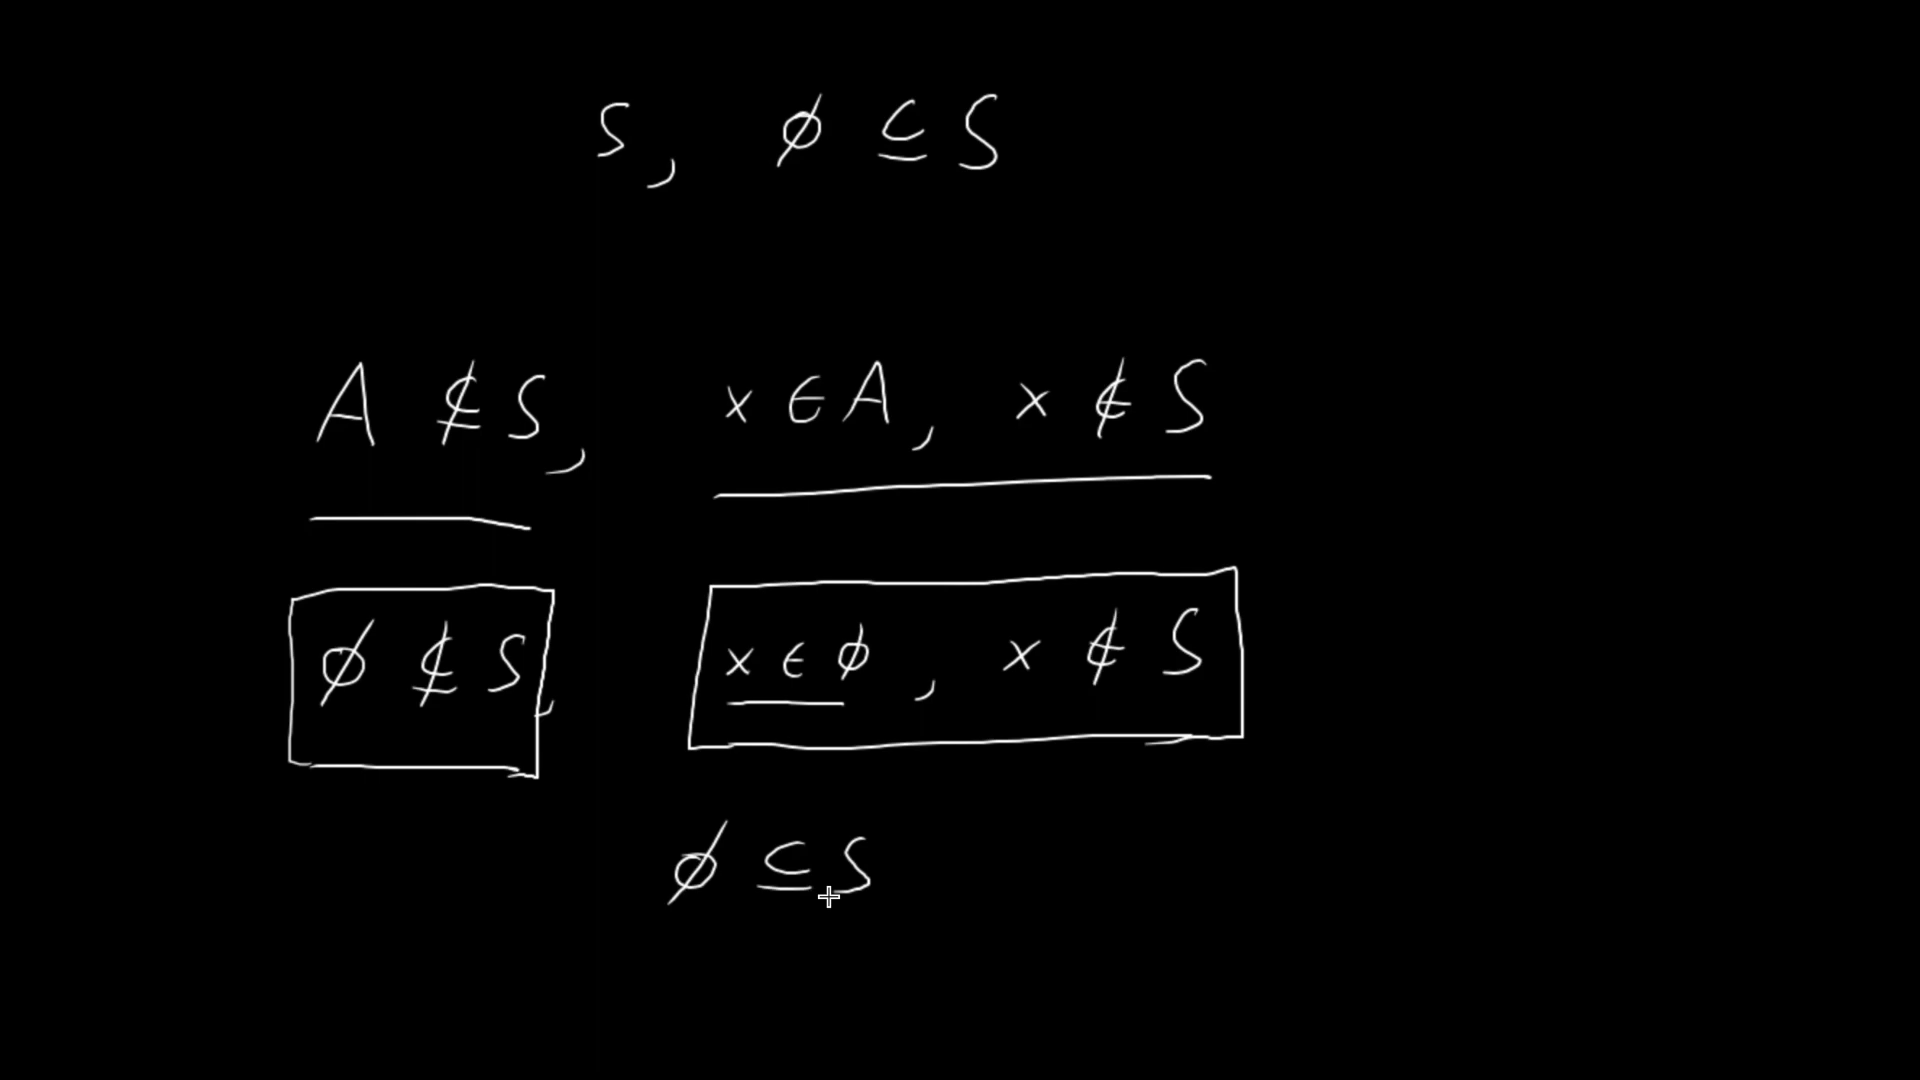 S, ∅ ⊆ S
A ⊈ S, x ∈ A, x ∉ S
∅ ⊈ S, x ∈ ∅, x ∉ S
∅ ⊆ S